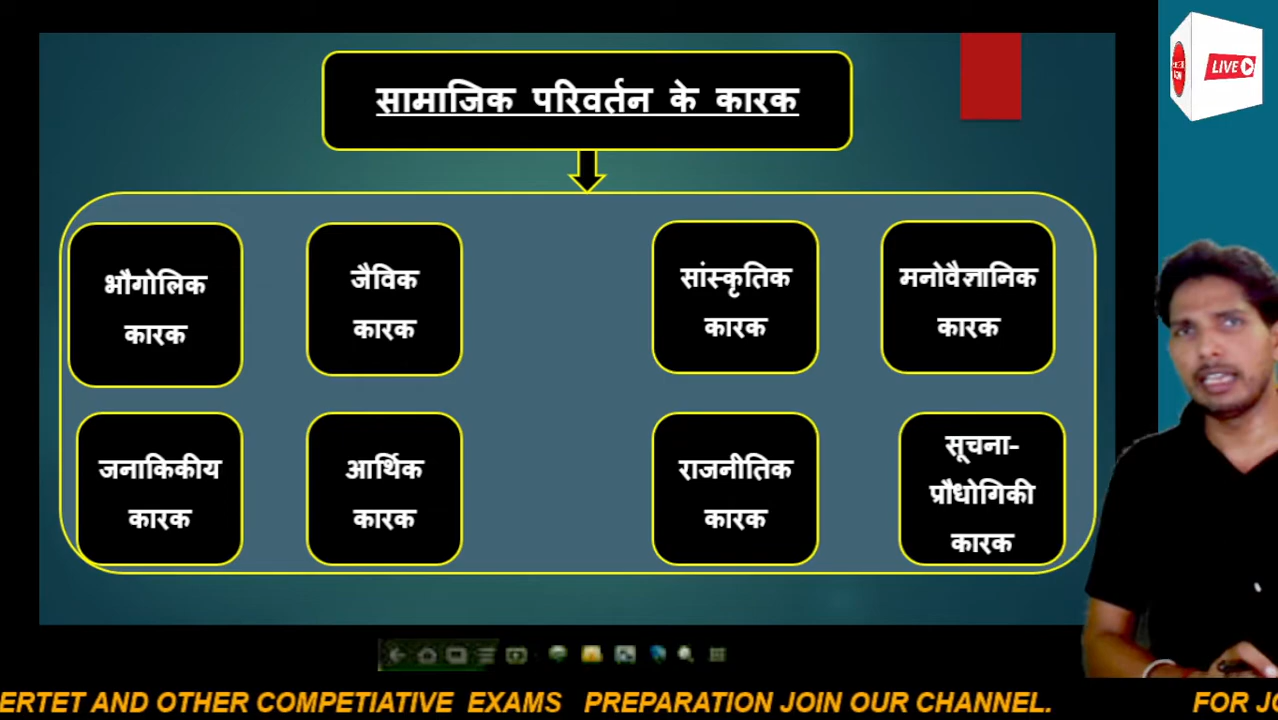 सामाजिक परिवर्तन के कारक
LIVE
भौगोलिक
कारक
जैविक
कारक
सांस्कृतिक
कारक
मनोवैज्ञानिक
कारक
जनाकिकीय
कारक
आर्थिक
कारक
राजनीतिक
कारक
सूचना-
प्रौधोगिकी
कारक
ERTET AND OTHER COMPETIATIVE EXAMS PREPARATION JOIN OUR CHANNEL. FOR JO